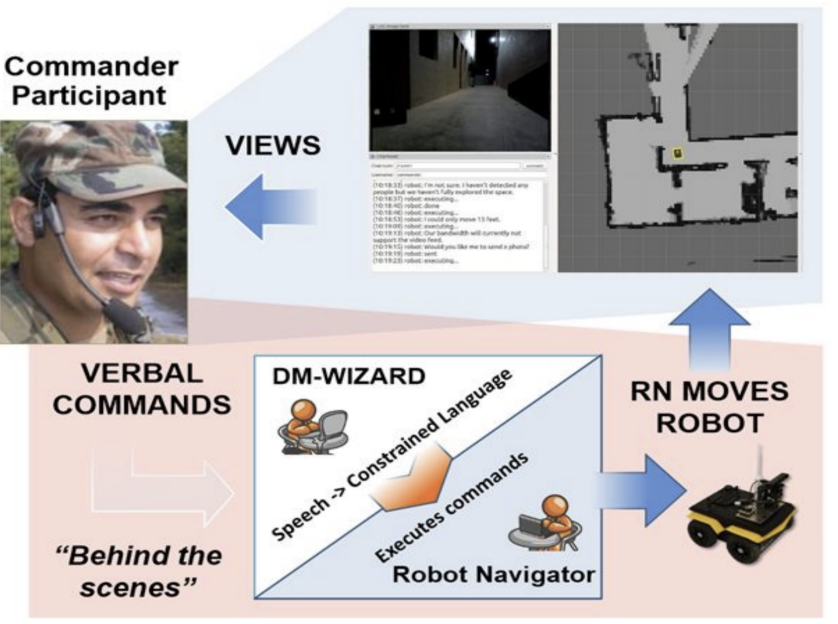 Commander
Participant
VIEWS
(10:18:33) robot: I'm not sure. I haven't detected any
people but we haven't fully explored the space.
(10:18:37) robot: executing...
(10:18:40) robot: done
(10:18:48) robot: executing...
(10:18:53) robot: I could only move 13 feet.
(10:19:09) robot: executing...
(10:19:13) robot: Our bandwidth will currently not
support the video feed.
(10:19:15) robot: Would you like me to send a photo?
(10:19:19) robot: sent
(10:19:23) robot: executing...
VERBAL
COMMANDS
"Behind the
scenes"
DM-WIZARD
Speech -> Constrained Language
Executes commands
Robot Navigator
RN MOVES
ROBOT